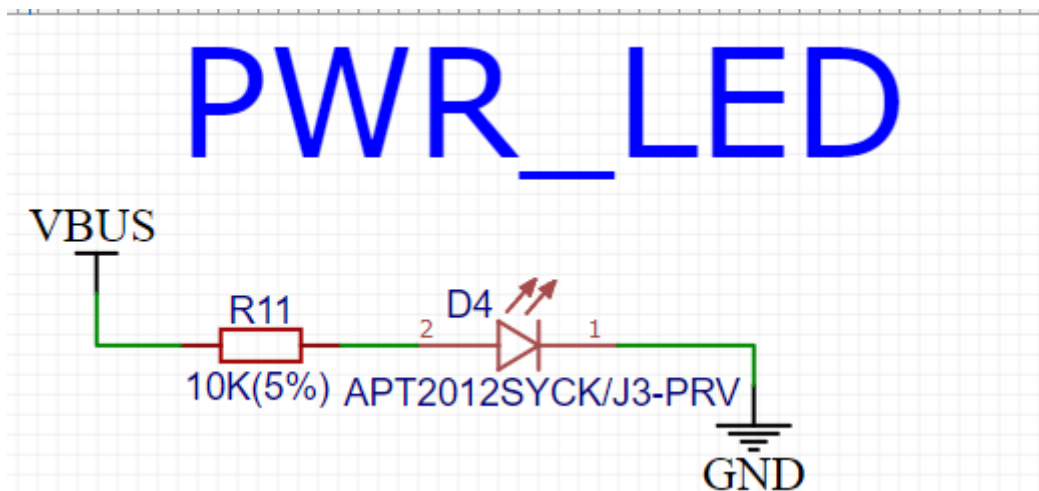 PWR_LED
VBUS
R11
10K(5%)
D4
2
1
APT2012SYCK/J3-PRV
GND